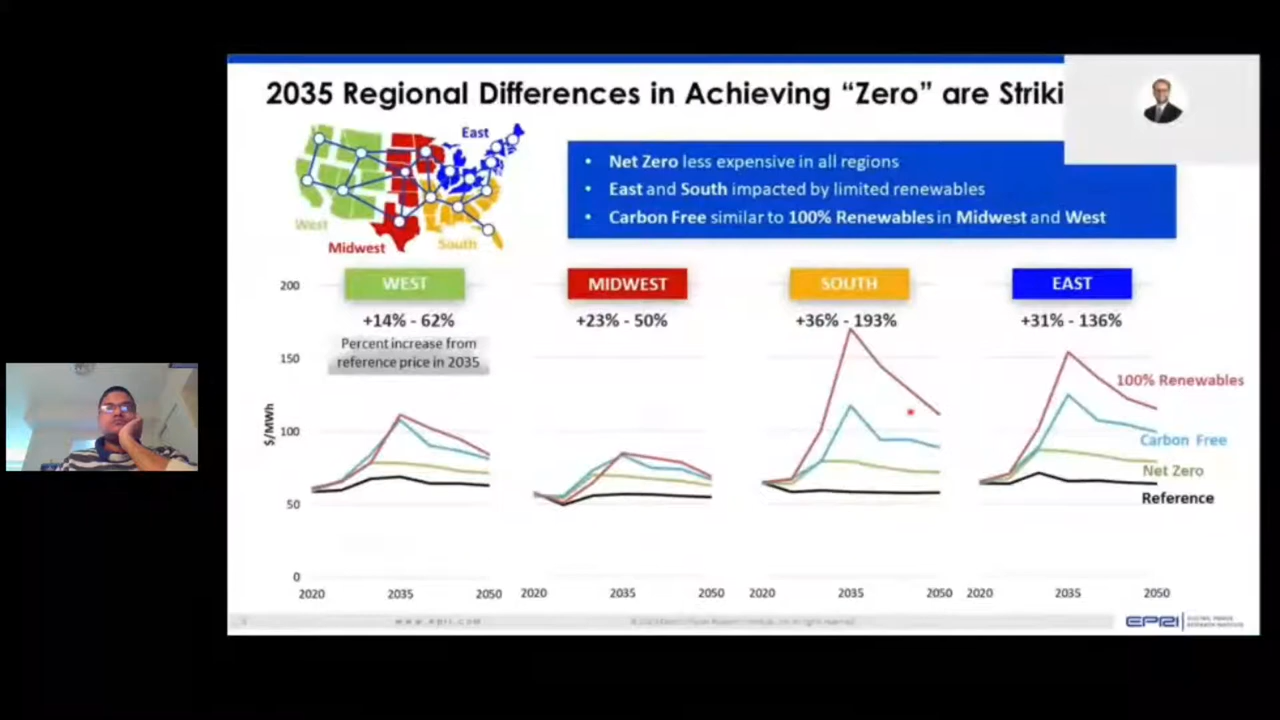 2035 Regional Differences in Achieving “Zero” are Striki
East
West
Midwest
South
• Net Zero less expensive in all regions
• East and South impacted by limited renewables
• Carbon Free similar to 100% Renewables in Midwest and West
WEST
MIDWEST
SOUTH
EAST
+14% - 62%
+23% - 50%
+36% - 193%
+31% - 136%
Percent increase from
reference price in 2035
$/MWh
200
150
100
50
0
100% Renewables
Carbon Free
Net Zero
Reference
2020 2035 2050
2020 2035 2050
2020 2035 2050
2020 2035 2050
www.epri.com
EPRI
ELECTRIC POWER
RESEARCH INSTITUTE